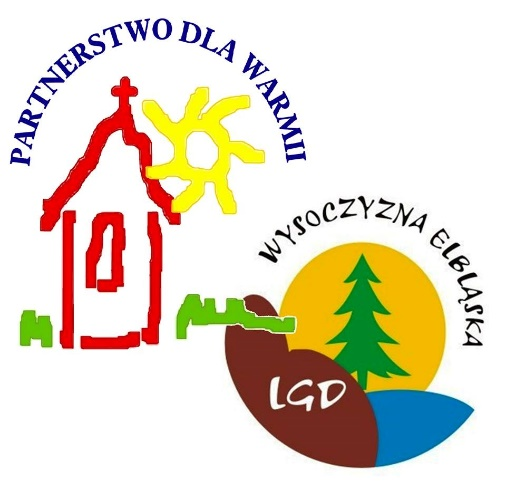 PARTNERSTWO DLA WARMII
WYSOCZYZNA ELBLĄSKA
LGD